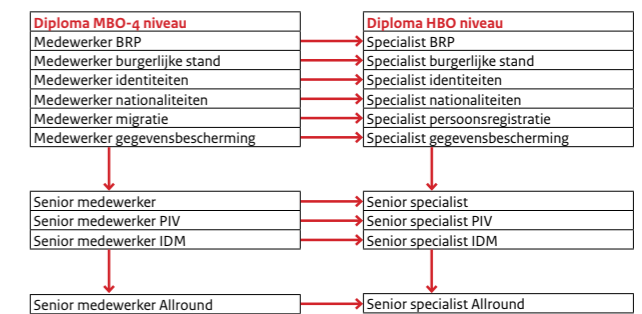 Diploma MBO-4 niveau
Medewerker BRP
Medewerker burgerlijke stand
Medewerker identiteiten
Medewerker nationaliteiten
Medewerker migratie
Medewerker gegevensbescherming
Senior medewerker
Senior medewerker PIV
Senior medewerker IDM
Senior medewerker Allround
Diploma HBO niveau
Specialist BRP
Specialist burgerlijke stand
Specialist identiteiten
Specialist nationaliteiten
Specialist persoonsregistratie
Specialist gegevensbescherming
Senior specialist
Senior specialist PIV
Senior specialist IDM
Senior specialist Allround